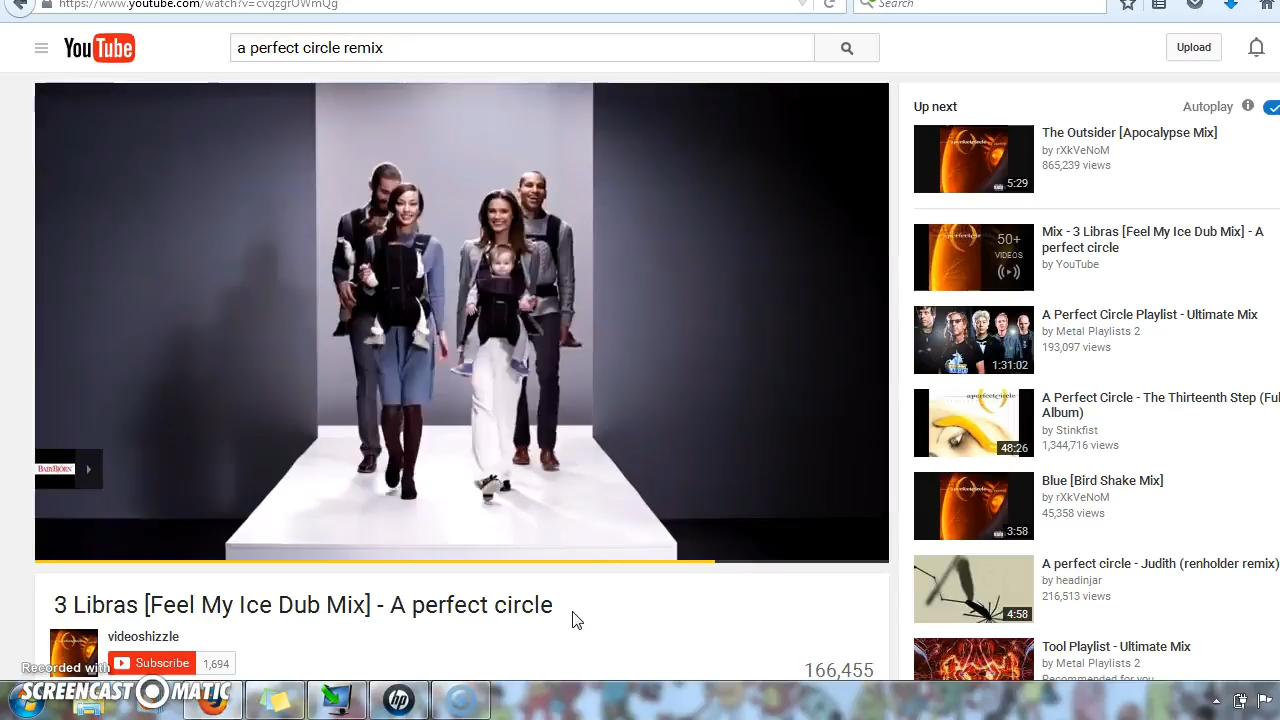 https://www.youtube.com/watch?v=cvqzgrOWmQg
Search
YouTube
a perfect circle remix
Upload
Up next
Autoplay
The Outsider [Apocalypse Mix]
by rXkVeNoM
865,239 views
5:29
Mix - 3 Libras [Feel My Ice Dub Mix] - A
perfect circle
by YouTube
50+
VIDEOS
A Perfect Circle Playlist - Ultimate Mix
by Metal Playlists 2
193,097 views
1:31:02
A Perfect Circle - The Thirteenth Step (Ful
Album)
by Stinkfist
1,344,716 views
48:26
aperfectcircle
Blue [Bird Shake Mix]
by rXkVeNoM
45,358 views
3:58
A perfect circle - Judith (renholder remix)
by headinjar
216,513 views
4:58
Tool Playlist - Ultimate Mix
by Metal Playlists 2
Recommended for you
BABYBJÖRN
3 Libras [Feel My Ice Dub Mix] - A perfect circle
videoshizzle
Subscribe
1,694
166,455
Recorded with
SCREENCAST MATIC
hp